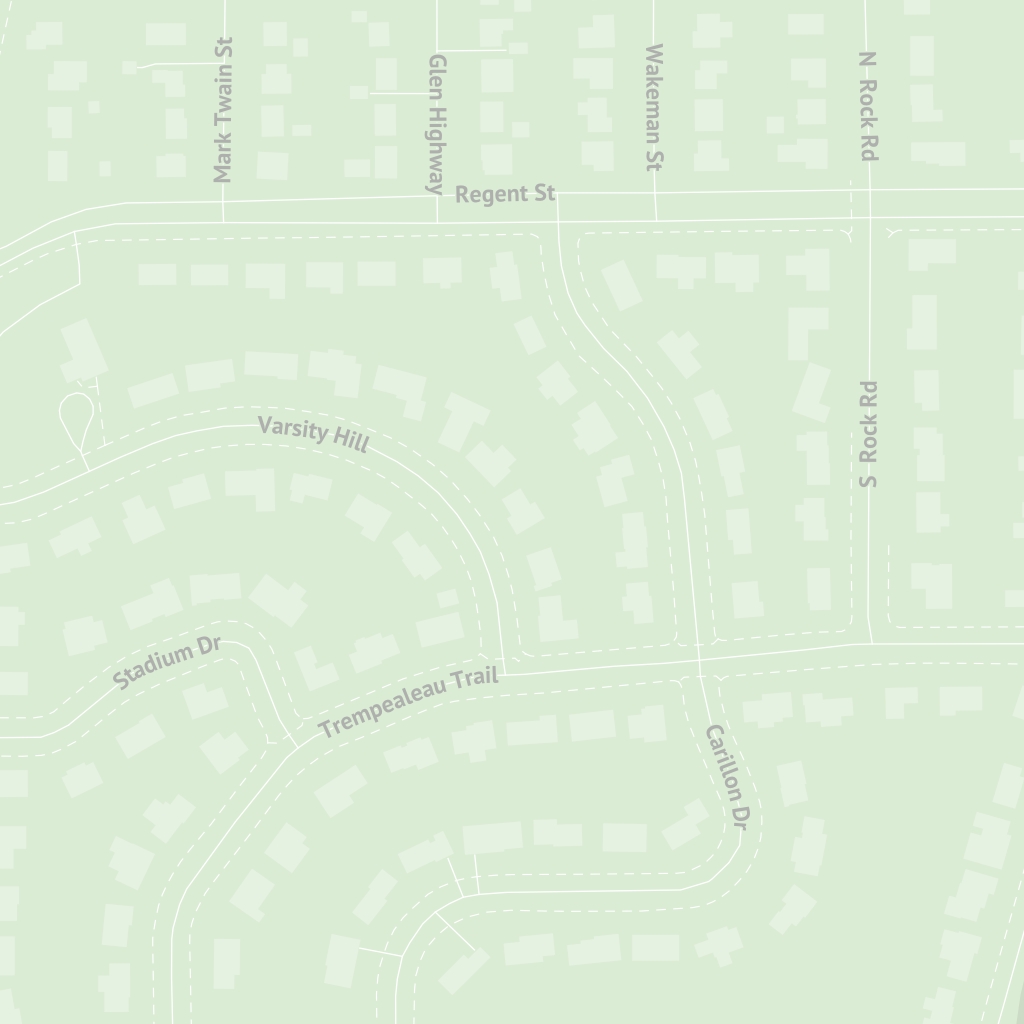 Mark Twain St
Glen Highway
Wakeman St
N Rock Rd
Regent St
S Rock Rd
Varsity Hill
Stadium Dr
Trempealeau Trail
Carillon Dr